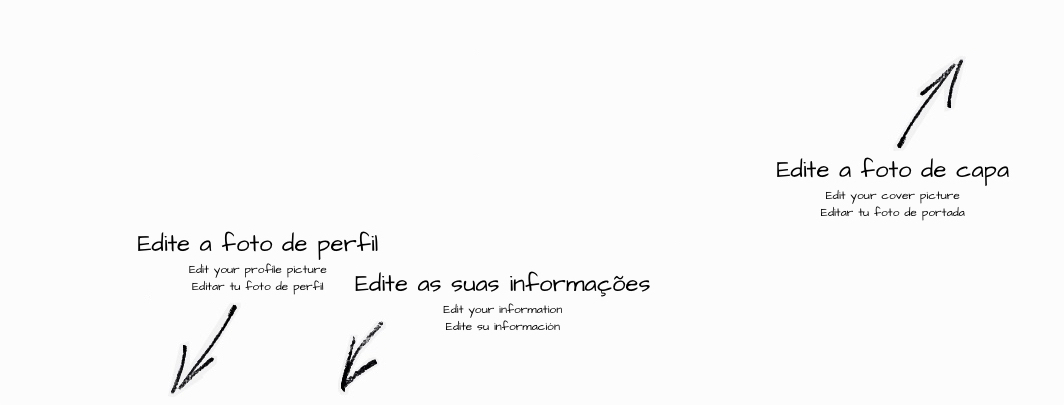 Edite a foto de capa
Edit your cover picture
Editar tu foto de portada
Edite a foto de perfil
Edit your profile picture
Editar tu foto de perfil
Edite as suas informações
Edit your information
Edite su información